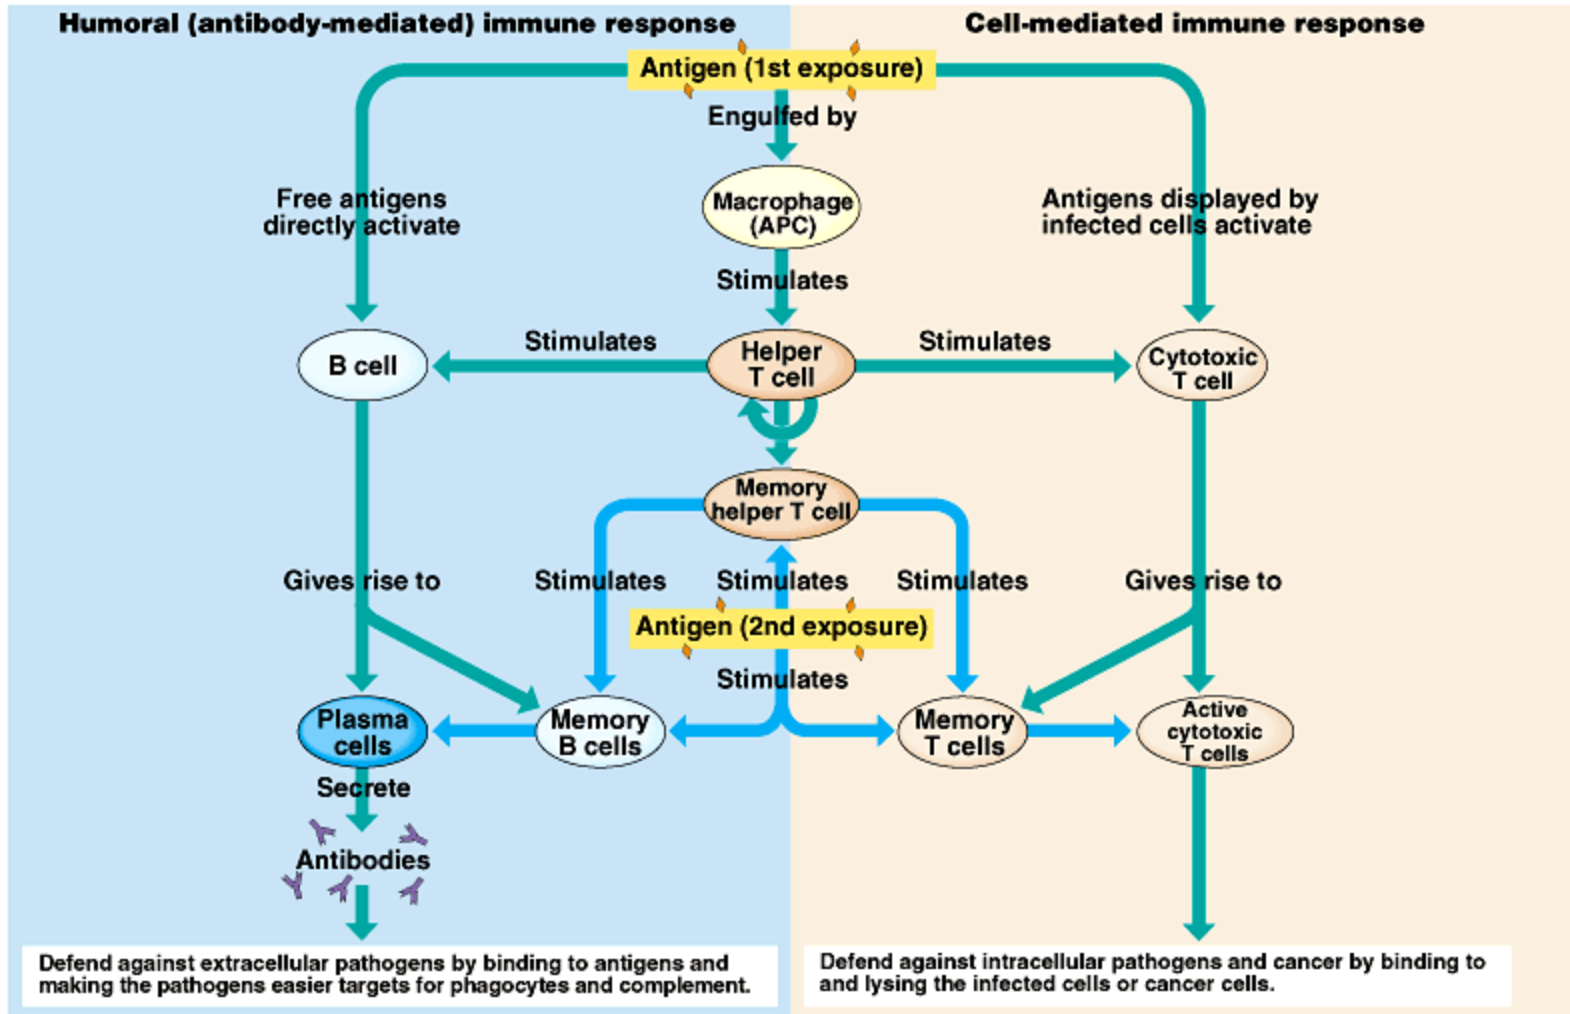 Humoral (antibody-mediated) immune response
Cell-mediated immune response
Antigen (1st exposure)
Engulfed by
Free antigens
directly activate
Macrophage
(APC)
Antigens displayed by
infected cells activate
Stimulates
B cell
Stimulates
Helper
T cell
Stimulates
Cytotoxic
T cell
Memory
helper T cell
Gives rise to
Stimulates
Stimulates
Stimulates
Gives rise to
Antigen (2nd exposure)
Stimulates
Plasma
cells
Memory
B cells
Memory
T cells
Active
cytotoxic
T cells
Secrete
Antibodies
Defend against extracellular pathogens by binding to antigens and
making the pathogens easier targets for phagocytes and complement.
Defend against intracellular pathogens and cancer by binding to
and lysing the infected cells or cancer cells.